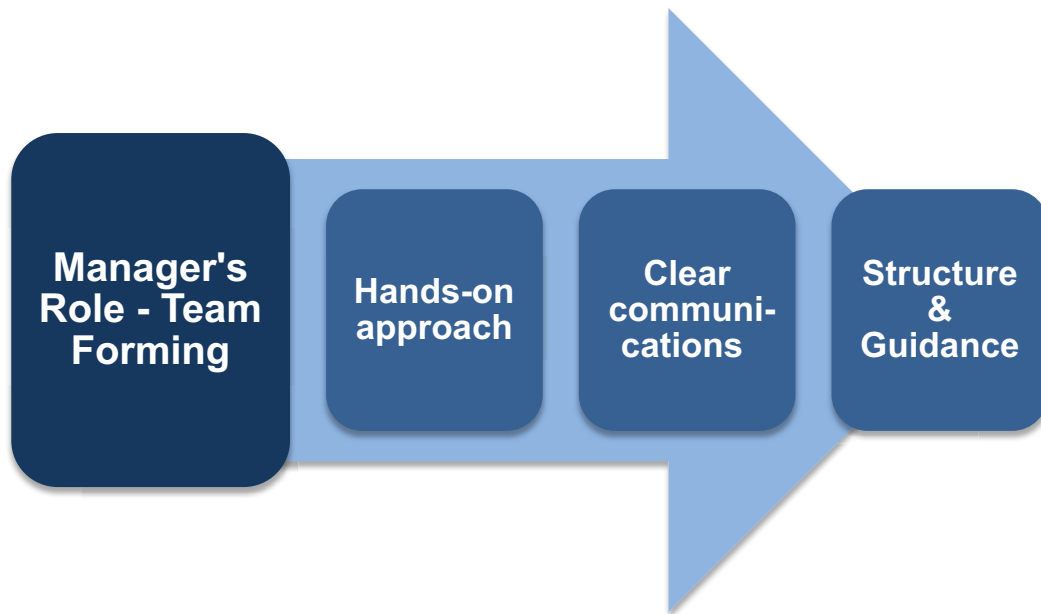 Manager's
Role - Team
Forming
Hands-on
approach
Clear
communi-
cations
Structure
&
Guidance